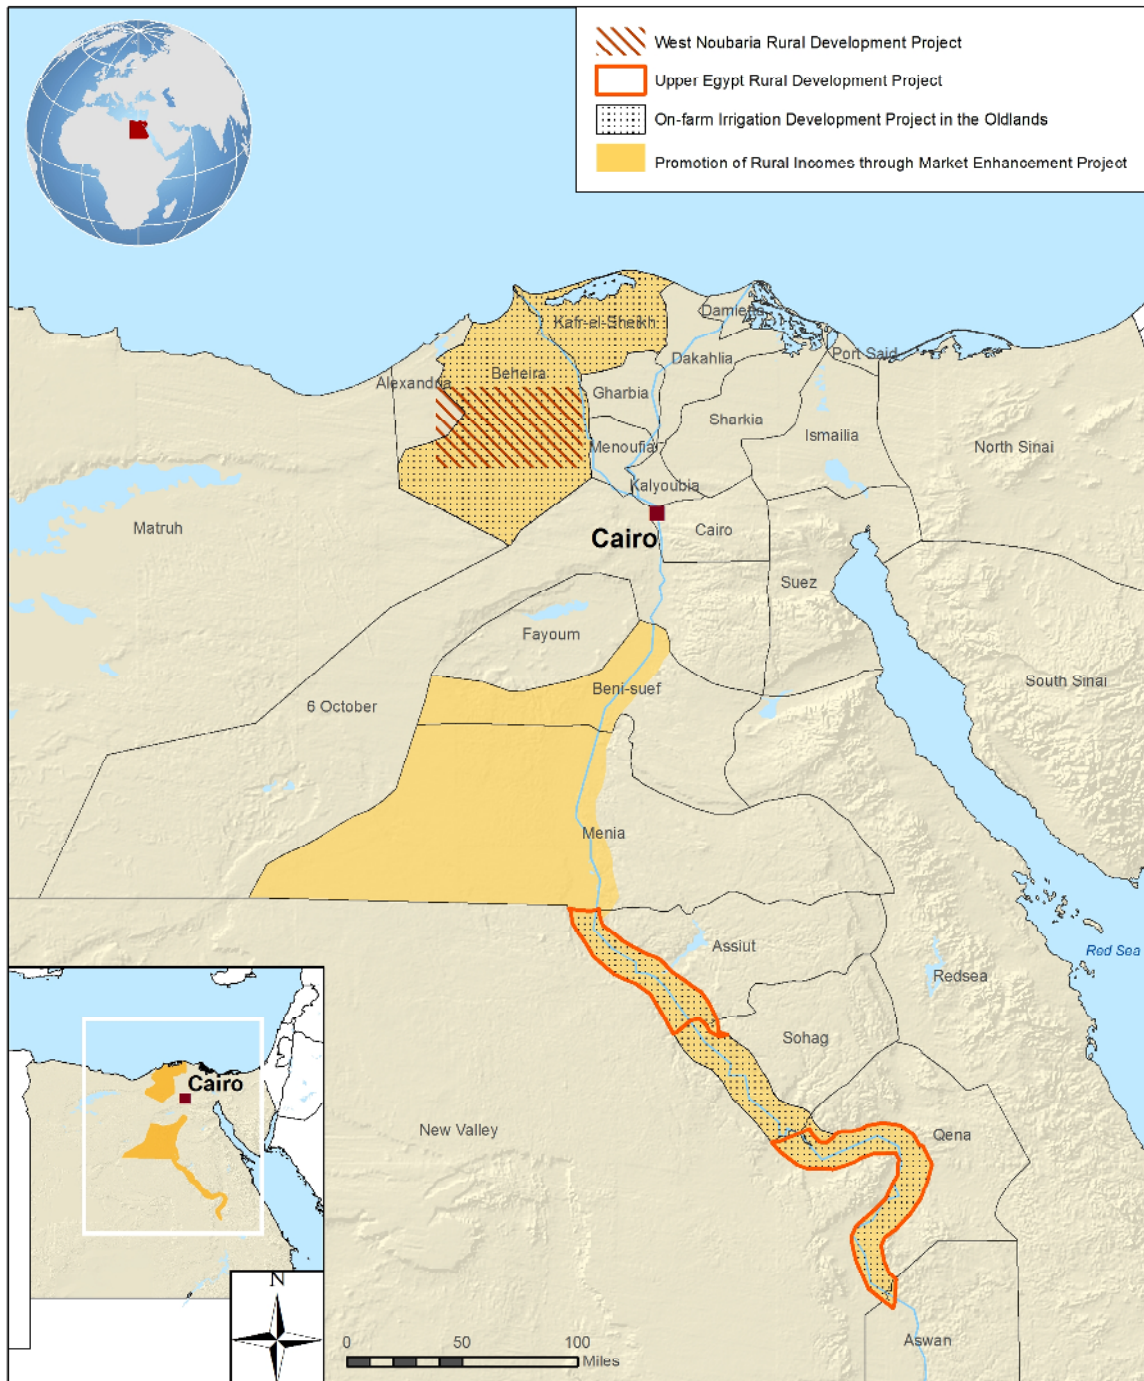 West Noubaria Rural Development Project
Upper Egypt Rural Development Project
On-farm Irrigation Development Project in the Oldlands
Promotion of Rural Incomes through Market Enhancement Project
Kafr-el-Sheikh
Damietta
Port Said
Dakahlia
Alexandria
Beheira
Gharbia
Sharkia
Ismailia
North Sinai
Menoufia
Kalyoubia
Matruh
Cairo
Cairo
Suez
Fayoum
South Sinai
Beni-suef
6 October
Menia
Assiut
Red Sea
Redsea
Sohag
Cairo
New Valley
Qena
N
Aswan
0 50 100
Miles